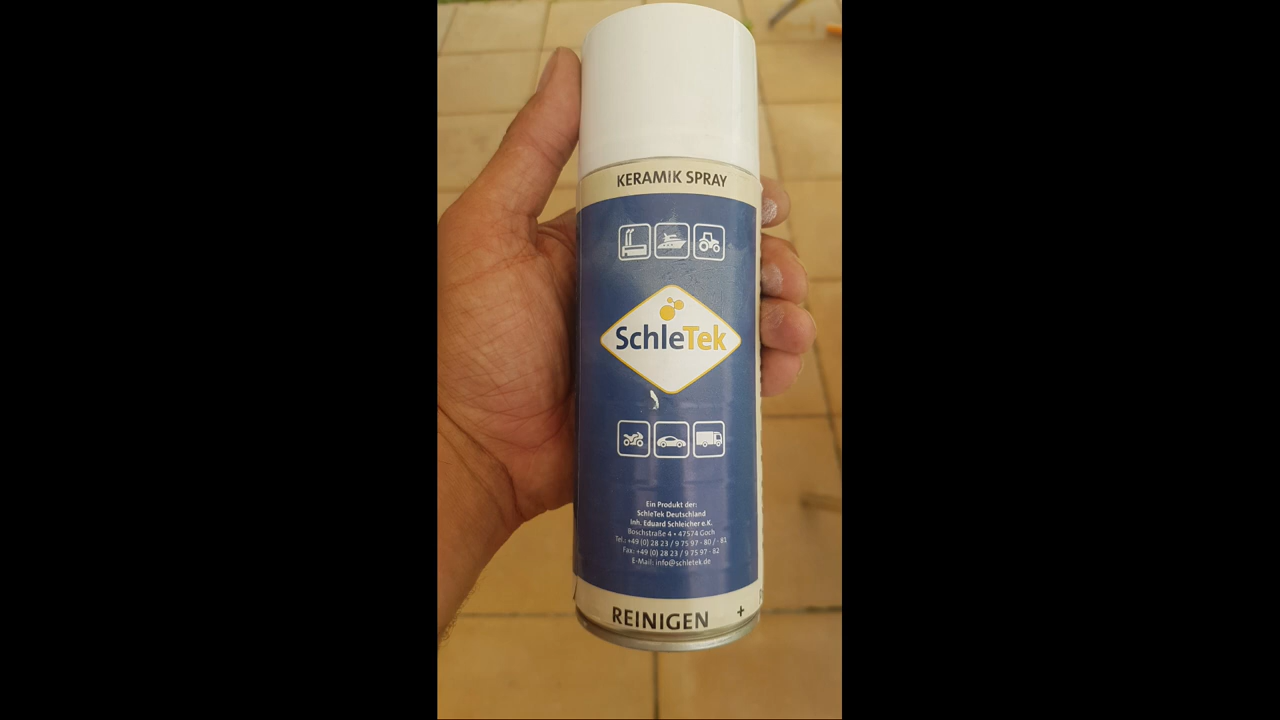 KERAMIK SPRAY
SchleTek
Ein Produkt der:
SchleTek Deutschland
Inh. Eduard Schleicher e.K.
Boschstraße 4 • 47574 Goch
Tel.: +49 (0) 28 23 / 9 75 97 - 80 / - 81
Fax: +49 (0) 28 23 / 9 75 97 - 82
E-Mail: info@schletek.de
REINIGEN +